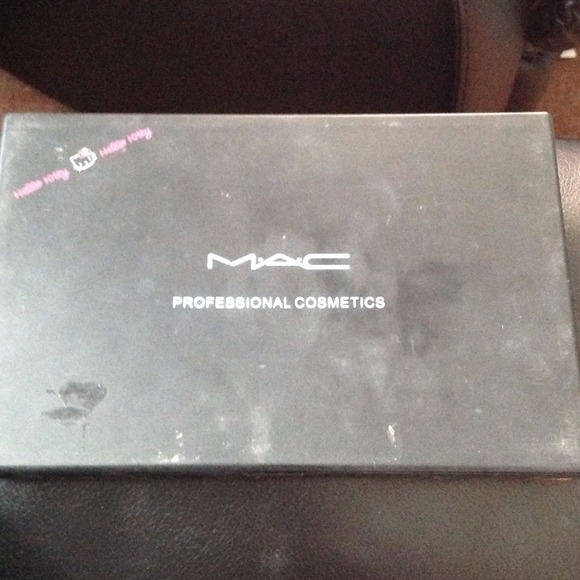 Hello Kitty Hello Kitty
M·A·C
PROFESSIONAL COSMETICS